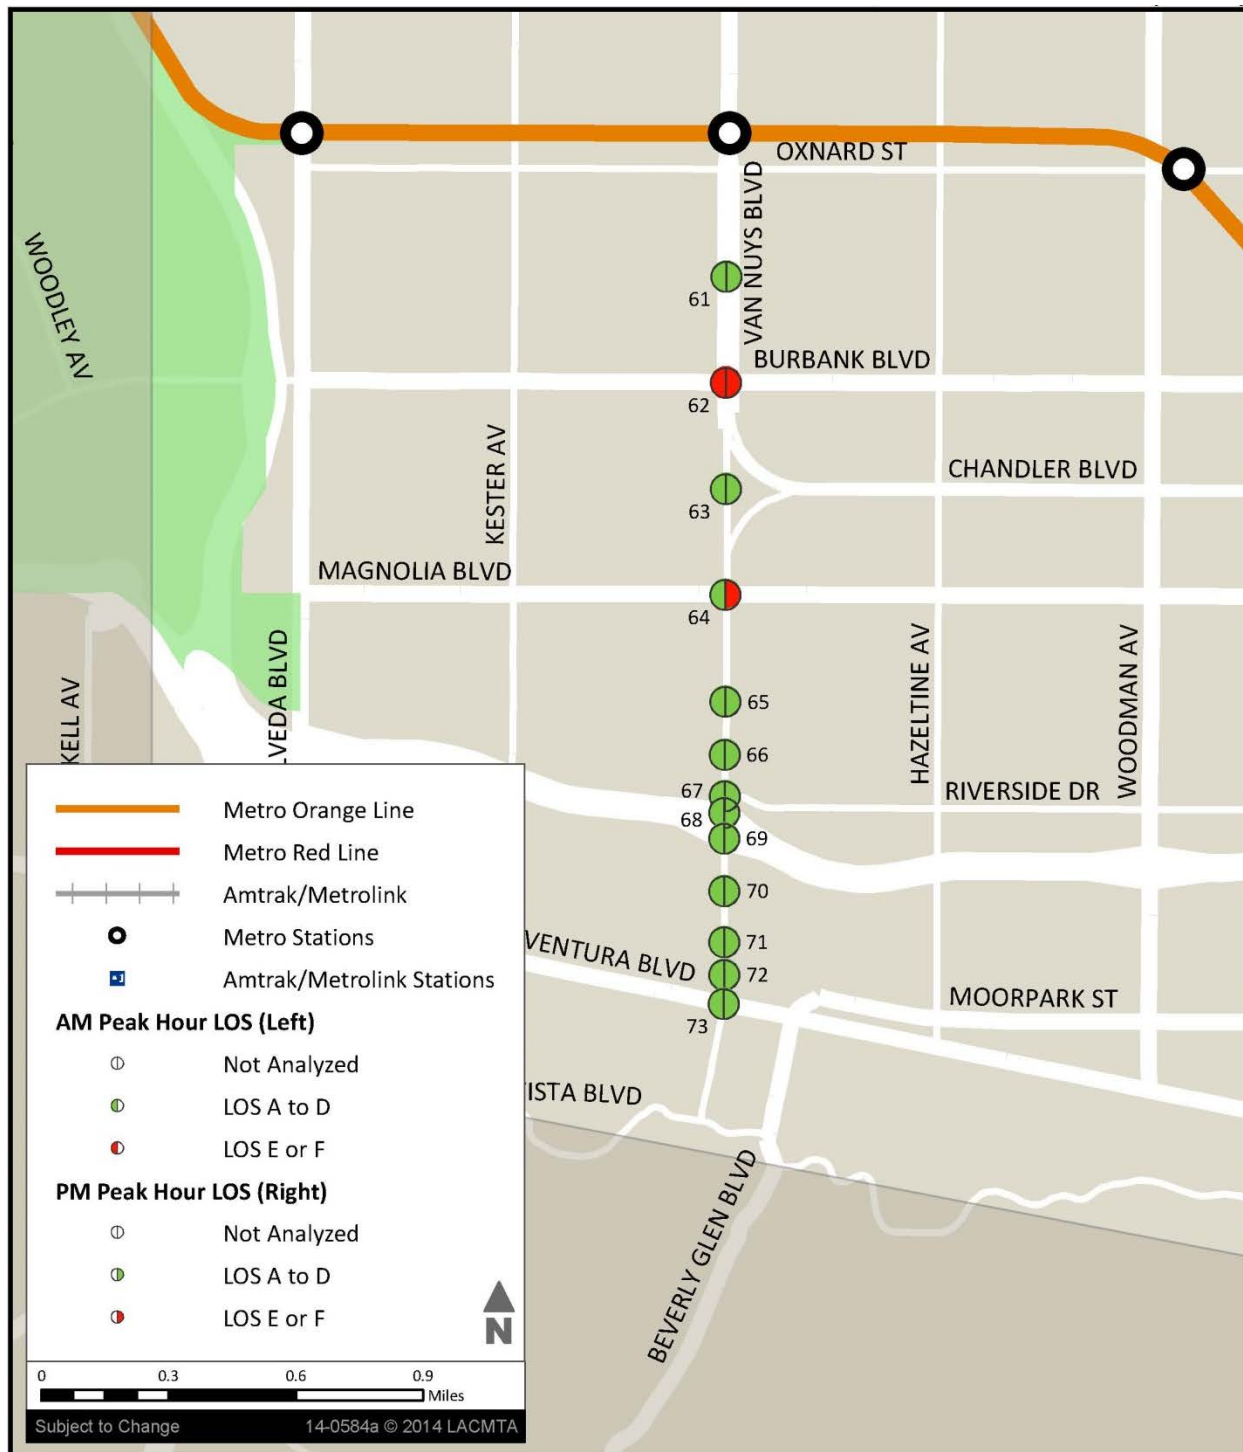 OXNARD ST
VAN NUYS BLVD
WOODLEY AV
61
BURBANK BLVD
62
KESTER AV
CHANDLER BLVD
63
MAGNOLIA BLVD
64
HAZELTINE AV
WOODMAN AV
LVEDA BLVD
KELL AV
65
66
67
RIVERSIDE DR
68
69
70
71
VENTURA BLVD
72
MOORPARK ST
73
VISTA BLVD
BEVERLY GLEN BLVD
Metro Orange Line
Metro Red Line
Amtrak/Metrolink
Metro Stations
Amtrak/Metrolink Stations
AM Peak Hour LOS (Left)
Not Analyzed
LOS A to D
LOS E or F
PM Peak Hour LOS (Right)
Not Analyzed
LOS A to D
LOS E or F
N
0 0.3 0.6 0.9
Miles
Subject to Change 14-0584a © 2014 LACMTA